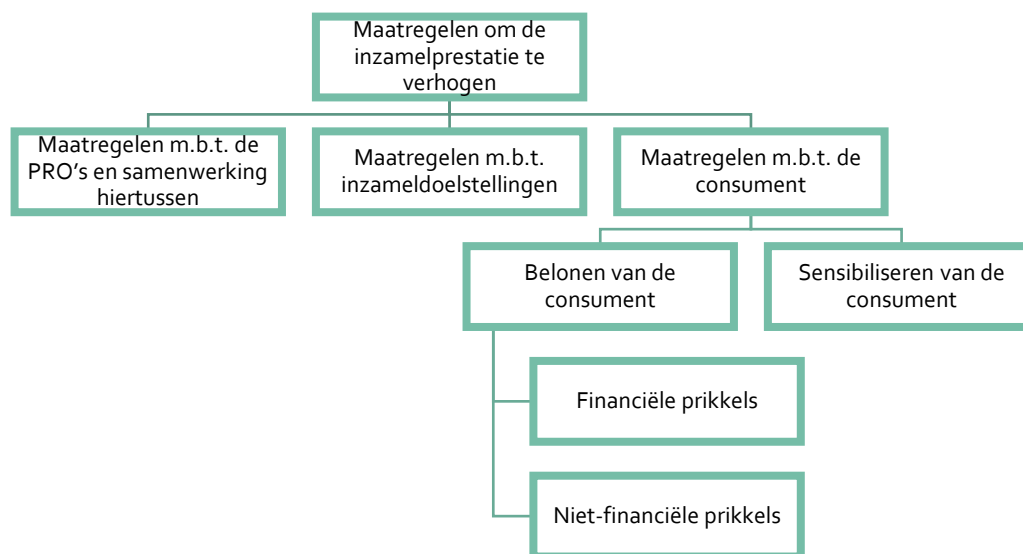 Maatregelen om de
inzamelprestatie te
verhogen
Maatregelen m.b.t. de
PRO's en samenwerking
hiertussen
Maatregelen m.b.t.
inzameldoelstellingen
Maatregelen m.b.t. de
consument
Belonen van de
consument
Sensibiliseren van de
consument
Financiële prikkels
Niet-financiële prikkels